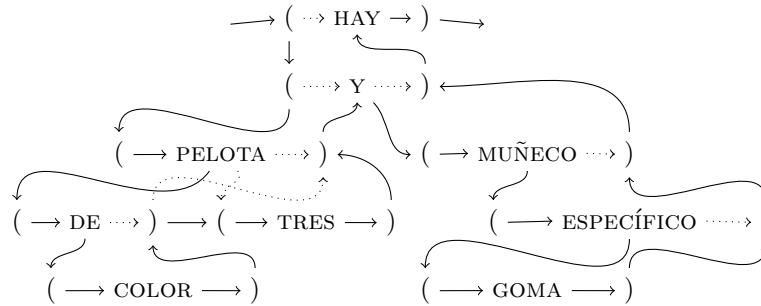 ( HAY )
( Y )
( PELOTA ) ( MUÑECO )
( DE ) ( TRES ) ( ESPECÍFICO )
( COLOR ) ( GOMA )